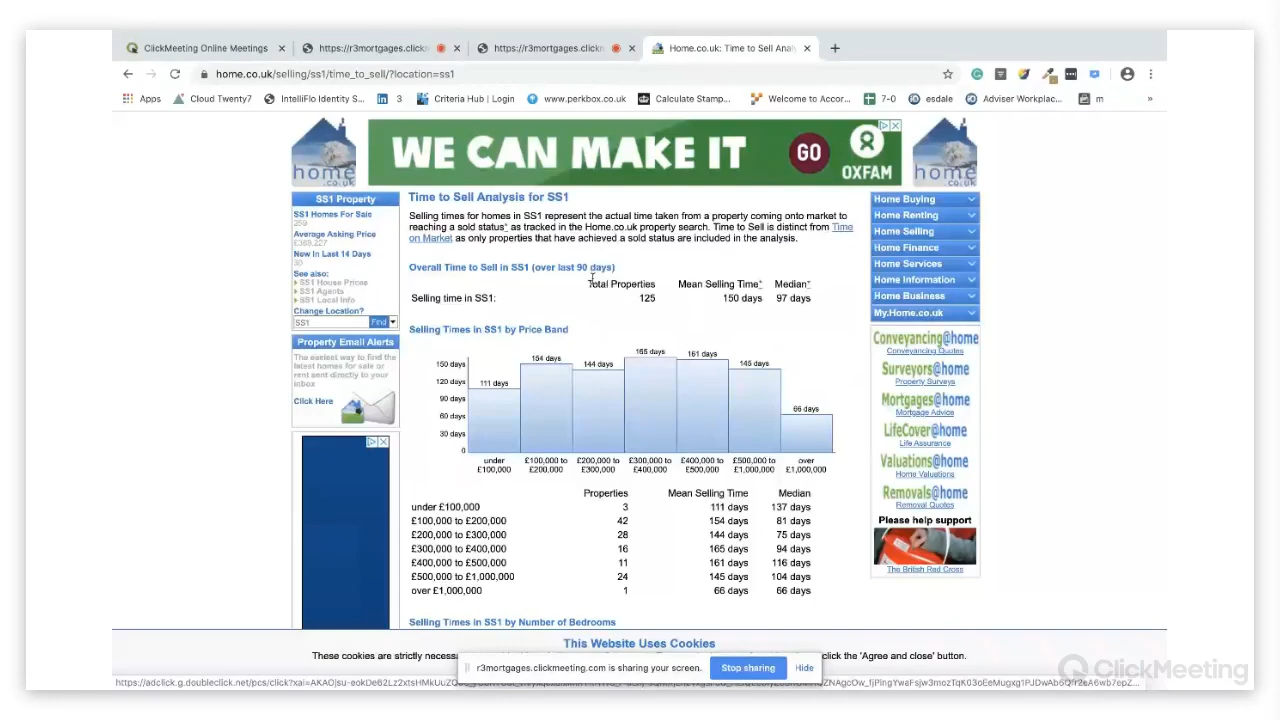 ClickMeeting Online Meetings
https://r3mortgages.clickm
https://r3mortgages.clickm
Home.co.uk: Time to Sell Anal
home.co.uk/selling/ss1/time_to_sell/?location=ss1
Apps
Cloud Twenty7
IntelliFlo Identity S...
3
Criteria Hub | Login
www.perkbox.co.uk
Calculate Stamp...
Welcome to Accor...
7-0
esdale
Adviser Workplac...
m
»
home
.co.uk
WE CAN MAKE IT
GO
OXFAM
home
.co.uk
SS1 Property
SS1 Homes For Sale
259
Average Asking Price
New In Last 14 Days
30
See also:
SS1 House Prices
SS1 Agents
SS1 Local Info
Change Location?
SS1
Find
Property Email Alerts
The easiest way to find the
latest homes for sale or
rent sent directly to your
inbox
Click Here
Time to Sell Analysis for SS1
Selling times for homes in SS1 represent the actual time taken from a property coming onto market to
reaching a sold status* as tracked in the Home.co.uk property search. Time to Sell is distinct from Time
on Market as only properties that have achieved a sold status are included in the analysis.
Overall Time to Sell in SS1 (over last 90 days)
Total Properties Mean Selling Time* Median*
Selling time in SS1: 125 150 days 97 days
Selling Times in SS1 by Price Band
150 days
120 days
90 days
60 days
30 days
0
111 days
154 days
144 days
165 days
161 days
145 days
66 days
under
£100,000
£100,000 to
£200,000
£200,000 to
£300,000
£300,000 to
£400,000
£400,000 to
£500,000
£500,000 to
£1,000,000
over
£1,000,000
Properties Mean Selling Time Median
under £100,000 3 111 days 137 days
£100,000 to £200,000 42 154 days 81 days
£200,000 to £300,000 28 144 days 75 days
£300,000 to £400,000 16 165 days 94 days
£400,000 to £500,000 11 161 days 116 days
£500,000 to £1,000,000 24 145 days 104 days
over £1,000,000 1 66 days 66 days
Selling Times in SS1 by Number of Bedrooms
Home Buying
Home Renting
Home Selling
Home Finance
Home Services
Home Information
Home Business
My.Home.co.uk
Conveyancing@home
Conveyancing Quotes
Surveyors@home
Property Surveys
Mortgages@home
Mortgage Advice
LifeCover@home
Life Assurance
Valuations@home
Home Valuations
Removals@home
Removal Quotes
Please help support
The British Red Cross
This Website Uses Cookies
These cookies are strictly necess
click the 'Agree and close' button.
r3mortgages.clickmeeting.com is sharing your screen.
Stop sharing
Hide
ClickMeeting